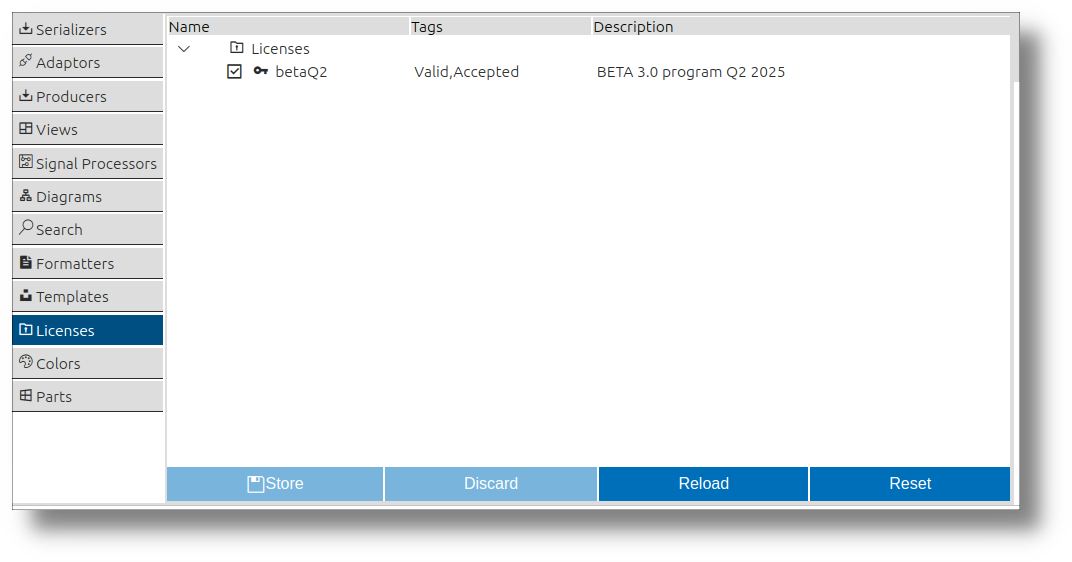 Serializers
Adaptors
Producers
Views
Signal Processors
Diagrams
Search
Formatters
Templates
Licenses
Colors
Parts
Name Tags Description
Licenses
betaQ2 Valid,Accepted BETA 3.0 program Q2 2025
Store Discard Reload Reset